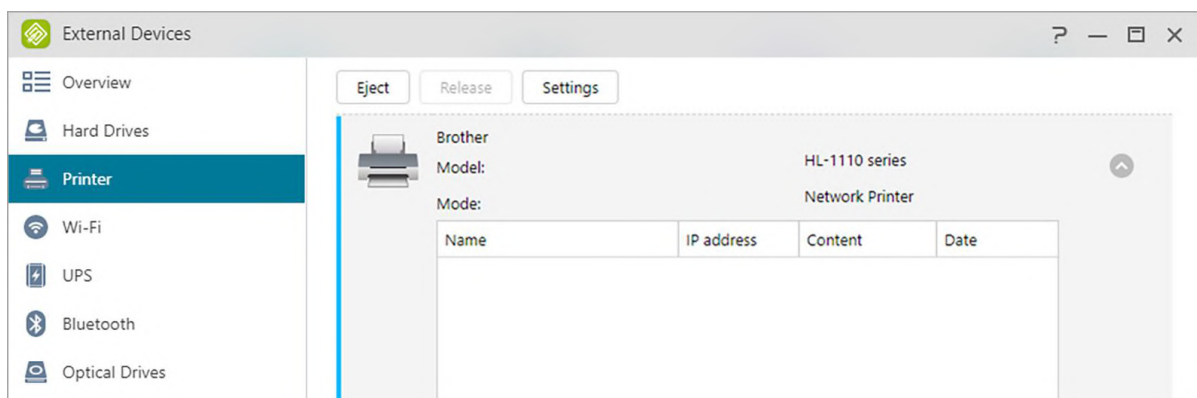 External Devices
Overview
Hard Drives
Printer
Wi-Fi
UPS
Bluetooth
Optical Drives
Eject Release Settings
Brother
Model: HL-1110 series
Mode: Network Printer
Name IP address Content Date